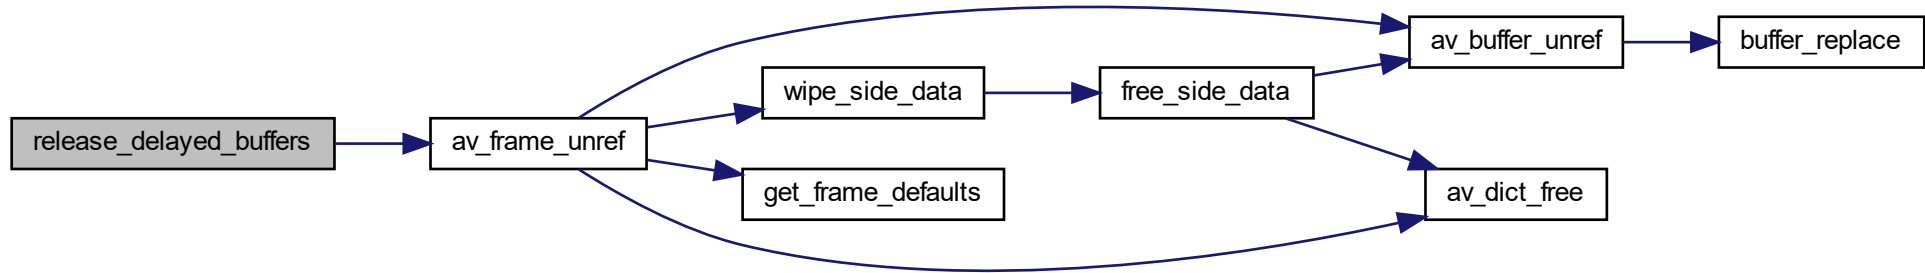 release_delayed_buffers
av_frame_unref
wipe_side_data
get_frame_defaults
free_side_data
av_buffer_unref
av_dict_free
buffer_replace